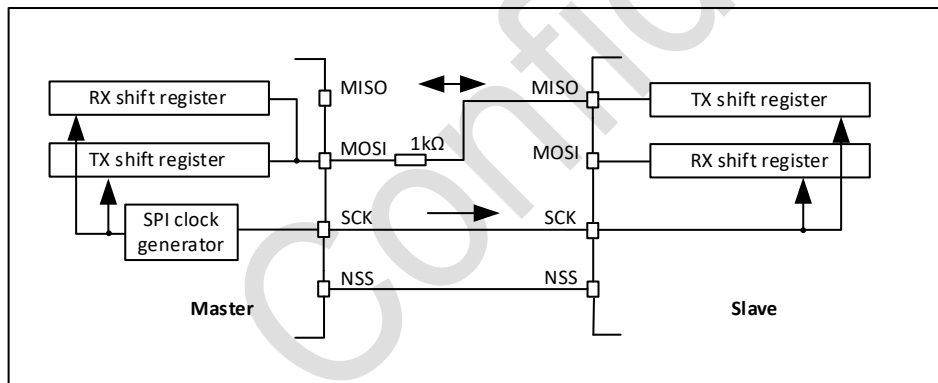 Confid
RX shift register
MISO
MISO
TX shift register
TX shift register
MOSI
1kΩ
MOSI
RX shift register
SPI clock
generator
SCK
SCK
NSS
NSS
Master
Slave